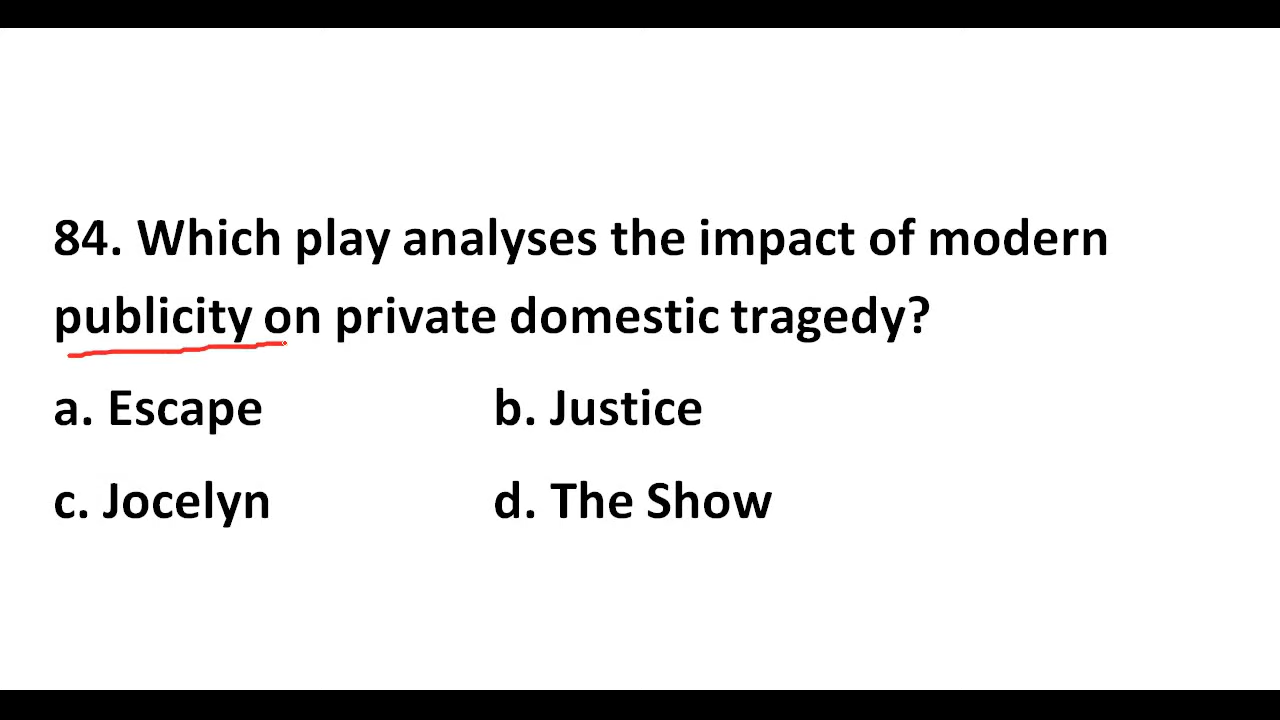 84. Which play analyses the impact of modern
publicity on private domestic tragedy?
a. Escape b. Justice
c. Jocelyn d. The Show